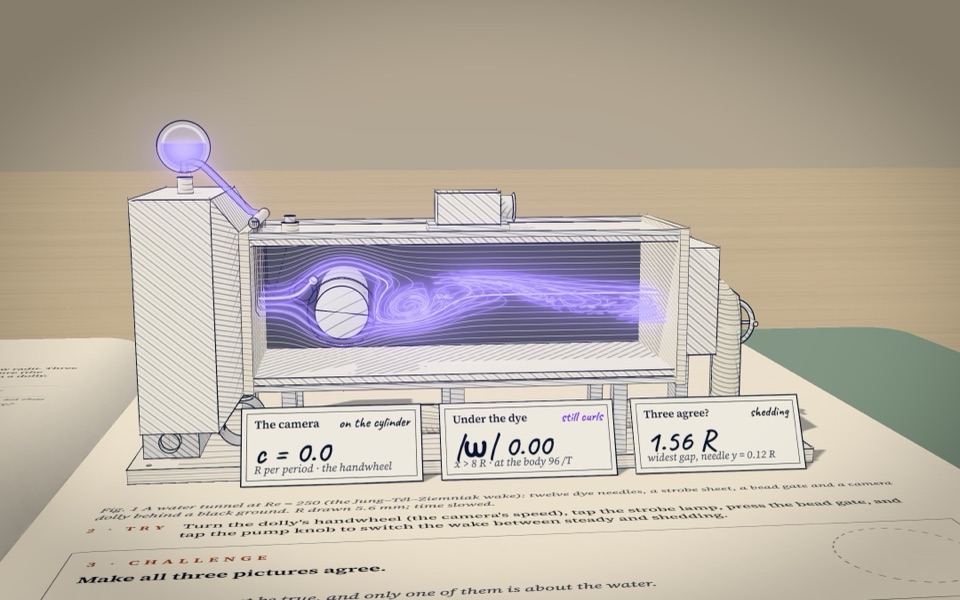 The camera
on the cylinder
c = 0.0
R per period · the handwheel
Under the dye
still curls
|w| 0.00
x > 8 R · at the body 96 /T
Three agree?
shedding
1.56 R
widest gap, needle y = 0.12 R
Fig. 1 A water tunnel at Re = 250 (the Jung–Tél–Ziemniak wake): twelve dye needles, a strobe sheet, a bead gate and a camera
dolly behind a black ground. R drawn 5.6 mm; time slowed.
2 · TRY Turn the dolly's handwheel (the camera's speed), tap the strobe lamp, press the bead gate, and
tap the pump knob to switch the wake between steady and shedding.
3 · CHALLENGE
Make all three pictures agree.
be true, and only one of them is about the water.